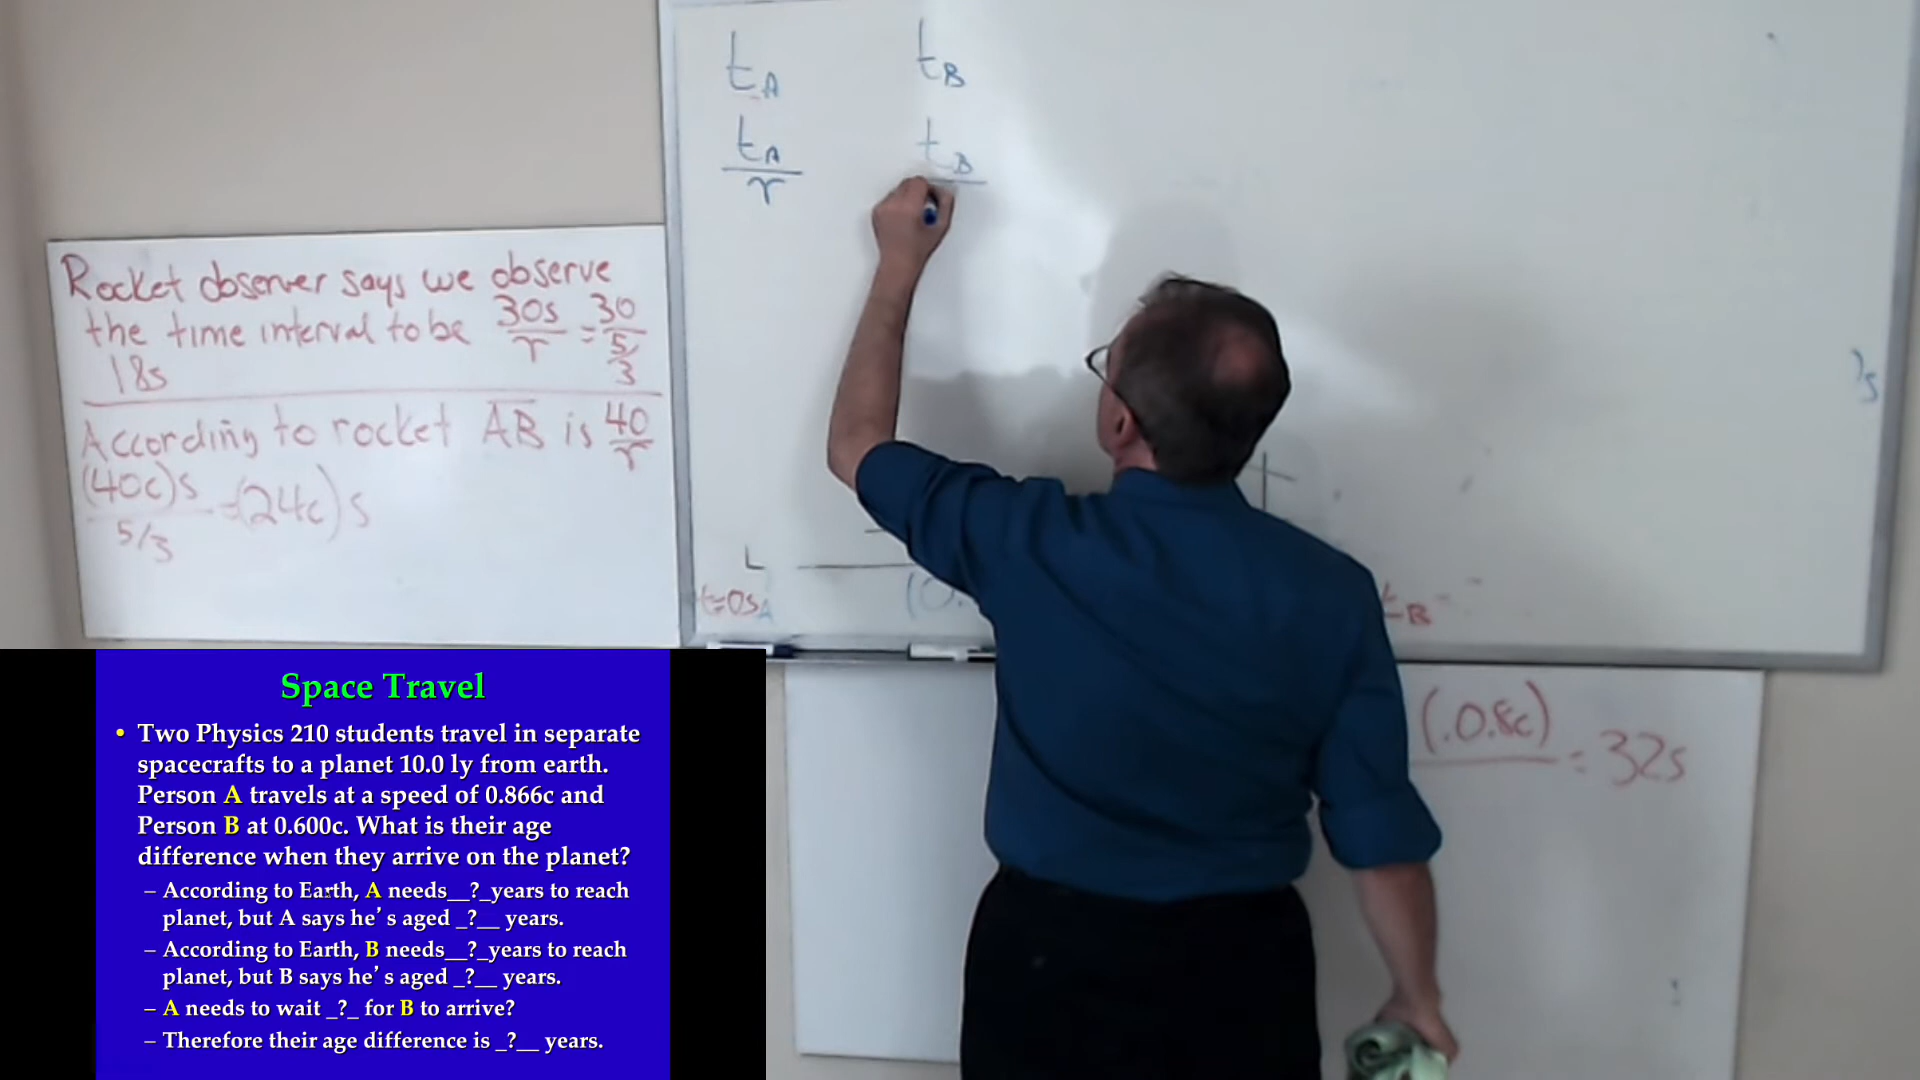 t_A t_B
t_A t_B
r
Rocket observer says we observe
the time interval to be 30s/r = 30/5/3
18s
According to rocket AB is 40/r
(40c)s/5/3 = (24c)s
L
t=0s A
(0.
t_B
s
(.0.8c) = 32s
Space Travel
• Two Physics 210 students travel in separate
spacecrafts to a planet 10.0 ly from earth.
Person A travels at a speed of 0.866c and
Person B at 0.600c. What is their age
difference when they arrive on the planet?
– According to Earth, A needs__?_years to reach
planet, but A says he's aged _?__ years.
– According to Earth, B needs__?_years to reach
planet, but B says he's aged _?__ years.
– A needs to wait _?_ for B to arrive?
– Therefore their age difference is _?__ years.